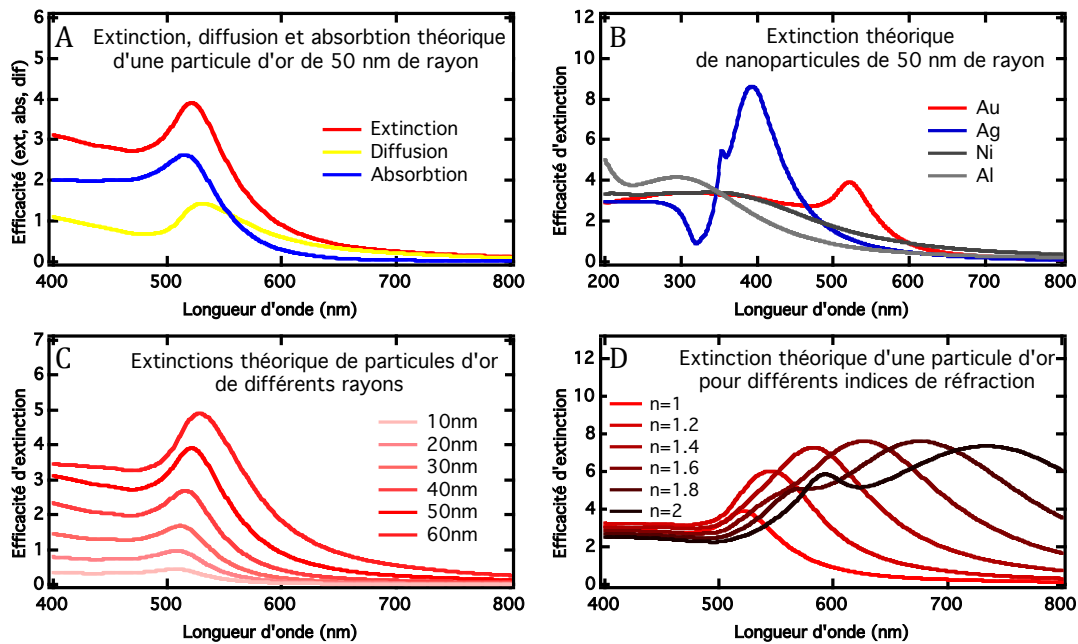 A
Extinction, diffusion et absorbtion théorique
d'une particule d'or de 50 nm de rayon
Extinction
Diffusion
Absorbtion
Efficacité (ext, abs, dif)
6
5
4
3
2
1
0
400
500
600
700
800
Longueur d'onde (nm)
B
Extinction théorique
de nanoparticules de 50 nm de rayon
Au
Ag
Ni
Al
Efficacité d'extinction
12
10
8
6
4
2
0
200
300
400
500
600
700
800
Longueur d'onde (nm)
C
Extinctions théorique de particules d'or
de différents rayons
10nm
20nm
30nm
40nm
50nm
60nm
Efficacité d'extinction
7
6
5
4
3
2
1
0
400
500
600
700
800
Longueur d'onde (nm)
D
Extinction théorique d'une particule d'or
pour différents indices de réfraction
n=1
n=1.2
n=1.4
n=1.6
n=1.8
n=2
Efficacité d'extinction
12
10
8
6
4
2
0
400
500
600
700
800
Longueur d'onde (nm)